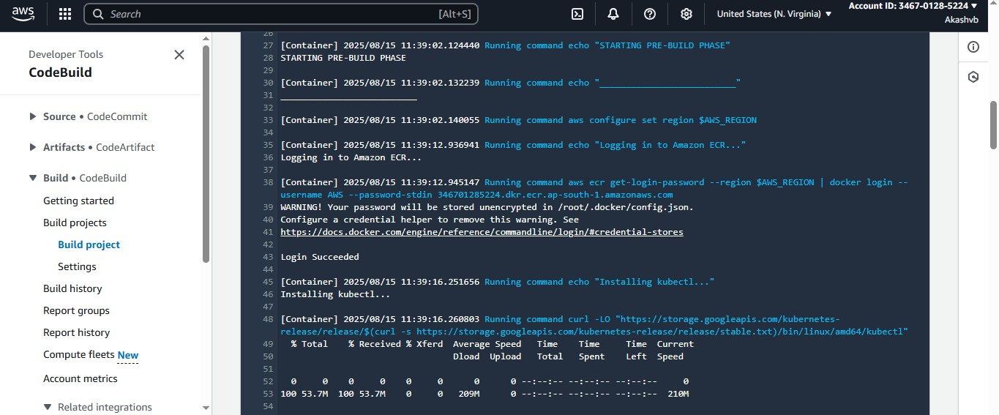 aws
Search [Alt+S]
United States (N. Virginia) ▼
Account ID: 3467-0128-5224 ▼
Akashvb
Developer Tools
CodeBuild
Source • CodeCommit
Artifacts • CodeArtifact
Build • CodeBuild
Getting started
Build projects
Build project
Settings
Build history
Report groups
Report history
Compute fleets New
Account metrics
Related integrations
26
27 [Container] 2025/08/15 11:39:02.124440 Running command echo "STARTING PRE-BUILD PHASE"
28 STARTING PRE-BUILD PHASE
29
30 [Container] 2025/08/15 11:39:02.132239 Running command echo "__________________________"
31 __________________________
32
33 [Container] 2025/08/15 11:39:02.140055 Running command aws configure set region $AWS_REGION
34
35 [Container] 2025/08/15 11:39:12.936941 Running command echo "Logging in to Amazon ECR..."
36 Logging in to Amazon ECR...
37
38 [Container] 2025/08/15 11:39:12.945147 Running command aws ecr get-login-password --region $AWS_REGION | docker login --
username AWS --password-stdin 346701285224.dkr.ecr.ap-south-1.amazonaws.com
39 WARNING! Your password will be stored unencrypted in /root/.docker/config.json.
40 Configure a credential helper to remove this warning. See
41 https://docs.docker.com/engine/reference/commandline/login/#credential-stores
42
43 Login Succeeded
44
45 [Container] 2025/08/15 11:39:16.251656 Running command echo "Installing kubectl..."
46 Installing kubectl...
47
48 [Container] 2025/08/15 11:39:16.260803 Running command curl -LO "https://storage.googleapis.com/kubernetes-
release/release/$(curl -s https://storage.googleapis.com/kubernetes-release/release/stable.txt)/bin/linux/amd64/kubectl"
49 % Total % Received % Xferd Average Speed Time Time Time Current
50 Dload Upload Total Spent Left Speed
51
52 0 0 0 0 0 0 0 0 --:--:-- --:--:-- --:--:-- 0
53 100 53.7M 100 53.7M 0 0 209M 0 --:--:-- --:--:-- --:--:-- 210M
54